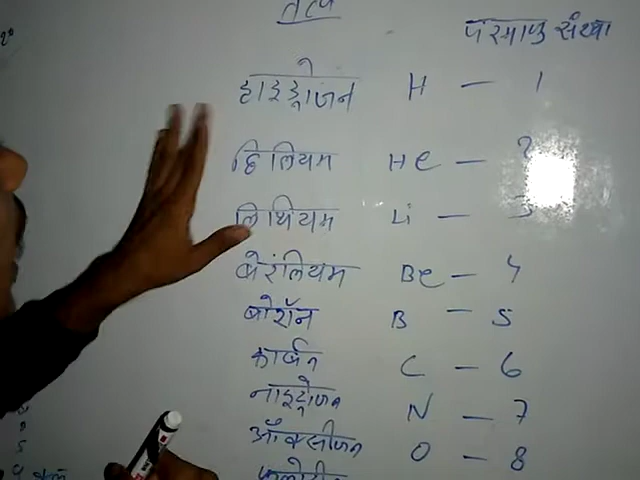 तत्व परमाणु संख्या
हाइड्रोजन H — 1
हिलियम He — 2
लिथियम Li — 3
बेरंलियम Be — 4
बोरॉन B — 5
कार्बन C — 6
नाइट्रोजन N — 7
ऑक्सीजन O — 8